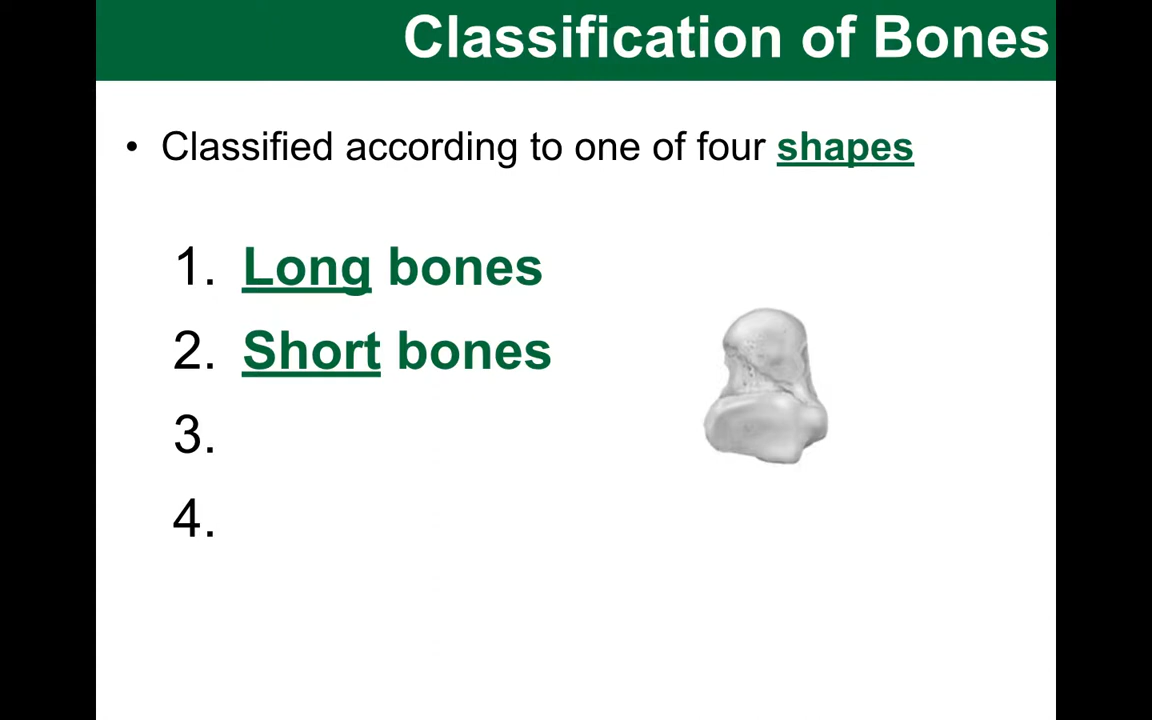 Classification of Bones
• Classified according to one of four shapes
1. Long bones
2. Short bones
3.
4.